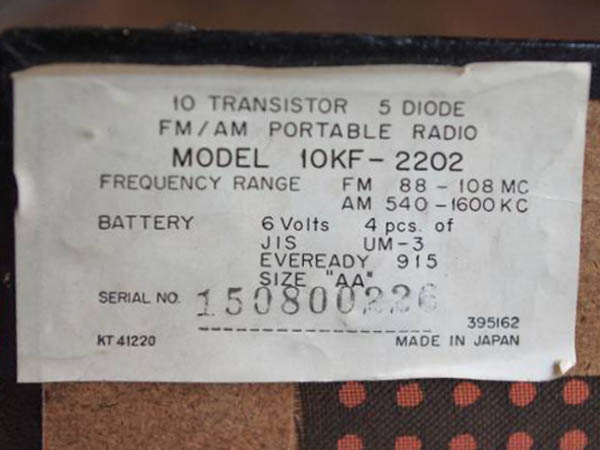 10 TRANSISTOR 5 DIODE
FM/AM PORTABLE RADIO
MODEL 10KF-2202
FREQUENCY RANGE FM 88 - 108 MC
AM 540 -1600 KC
BATTERY 6 Volts 4 pcs. of
JIS UM-3
EVEREADY 915
SIZE "AA"
SERIAL NO. 150800226
395162
KT 41220 MADE IN JAPAN